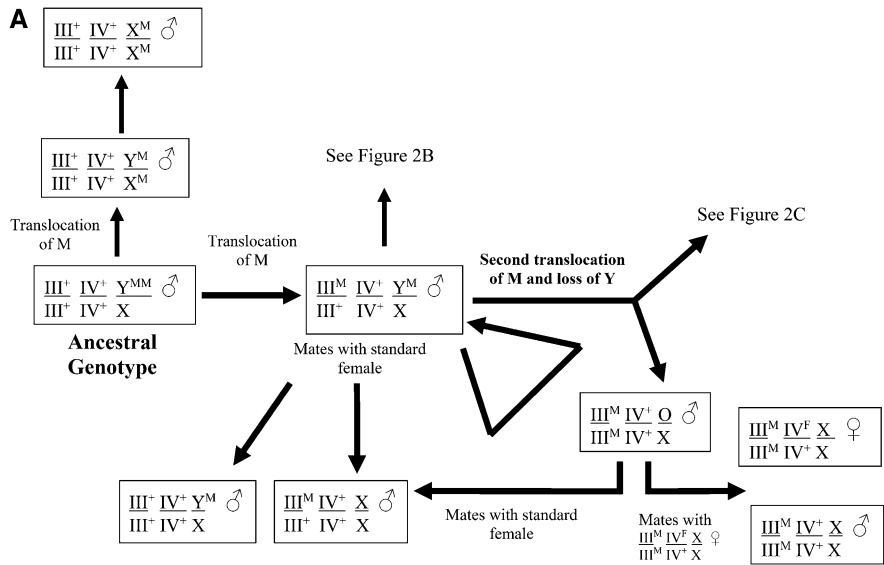 A
III⁺ IV⁺ Xᴹ ♂
III⁺ IV⁺ Xᴹ
III⁺ IV⁺ Yᴹ ♂
III⁺ IV⁺ Xᴹ
See Figure 2B
Translocation
of M
See Figure 2C
Translocation
of M
Second translocation
of M and loss of Y
III⁺ IV⁺ Yᴹᴹ ♂
III⁺ IV⁺ X
IIIᴹ IV⁺ Yᴹ ♂
III⁺ IV⁺ X
Ancestral
Genotype
Mates with standard
female
IIIᴹ IV⁺ O ♂
IIIᴹ IV⁺ X
IIIᴹ IVF X ♀
IIIᴹ IV⁺ X
III⁺ IV⁺ Yᴹ ♂
III⁺ IV⁺ X
IIIᴹ IV⁺ X ♂
III⁺ IV⁺ X
Mates with standard
female
Mates with
IIIᴹ IVF X ♀
IIIᴹ IV⁺ X
IIIᴹ IV⁺ X ♂
IIIᴹ IV⁺ X